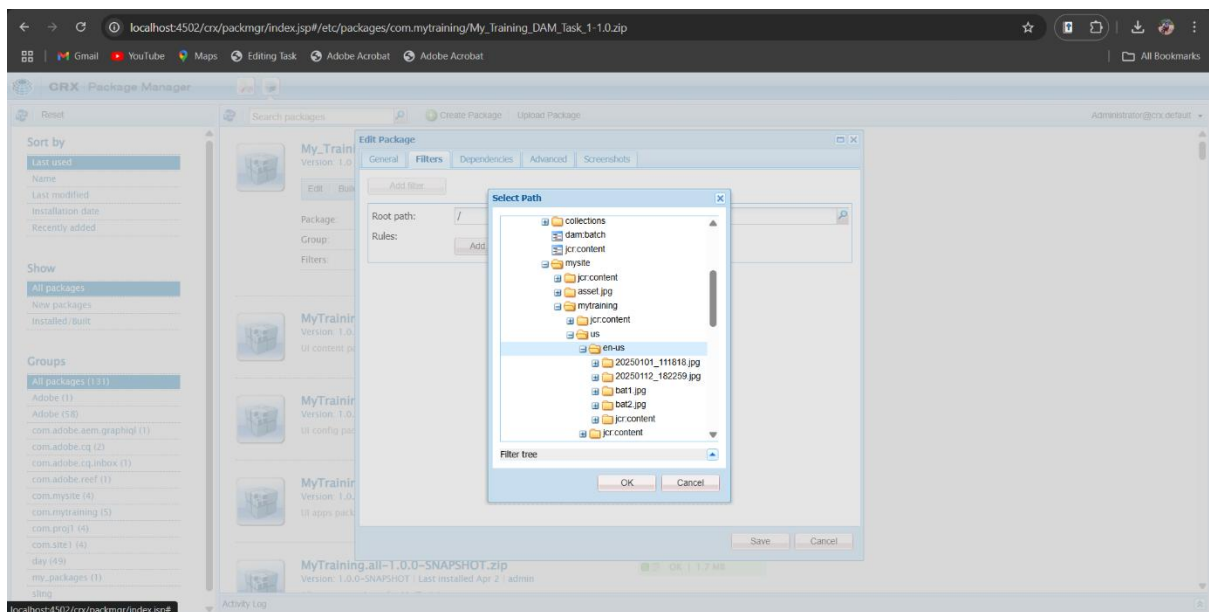 localhost:4502/crx/packmgr/index.jsp#/etc/packages/com.mytraining/My_Training_DAM_Task_1-1.0.zip
Gmail YouTube Maps Editing Task Adobe Acrobat Adobe Acrobat All Bookmarks
CRX Package Manager
Reset Search packages Create Package Upload Package Administrator@crx.default
Sort by
Last used
Name
Last modified
Installation date
Recently added
Show
All packages
New packages
Installed/Built
Groups
All packages (131)
Adobe (1)
Adobe (58)
com.adobe.aem.graphiql (1)
com.adobe.cq (2)
com.adobe.cq.inbox (1)
com.adobe.reef (1)
com.mysite (4)
com.mytraining (5)
com.proj1 (4)
com.site1 (4)
day (49)
my_packages (1)
sling
My_Traini
Version: 1.0
Edit Buil
Package:
Group:
Filters:
MyTrainin
Version: 1.0.
UI content pa
MyTrainin
Version: 1.0.
UI config pac
MyTrainin
Version: 1.0.
UI apps pack
MyTraining.all-1.0.0-SNAPSHOT.zip
Version: 1.0.0-SNAPSHOT | Last installed Apr 2 | admin
OK | 1.7 MB
Edit Package
General Filters Dependencies Advanced Screenshots
Add filter
Root path: /
Rules: Add
Save Cancel
Select Path
collections
dam:batch
jcr:content
mysite
jcr:content
asset.jpg
mytraining
jcr:content
us
en-us
20250101_111818.jpg
20250112_182259.jpg
bat1.jpg
bat2.jpg
jcr:content
jcr:content
Filter tree
OK Cancel
Activity Log
localhost:4502/crx/packmgr/index.jsp#